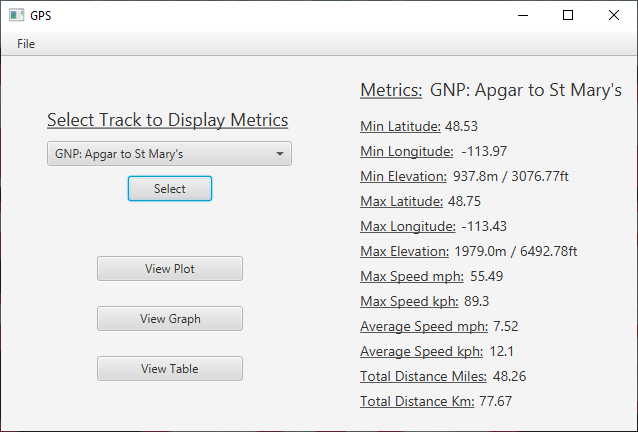 GPS
File
Select Track to Display Metrics
GNP: Apgar to St Mary's
Select
View Plot
View Graph
View Table
Metrics: GNP: Apgar to St Mary's
Min Latitude: 48.53
Min Longitude: -113.97
Min Elevation: 937.8m / 3076.77ft
Max Latitude: 48.75
Max Longitude: -113.43
Max Elevation: 1979.0m / 6492.78ft
Max Speed mph: 55.49
Max Speed kph: 89.3
Average Speed mph: 7.52
Average Speed kph: 12.1
Total Distance Miles: 48.26
Total Distance Km: 77.67